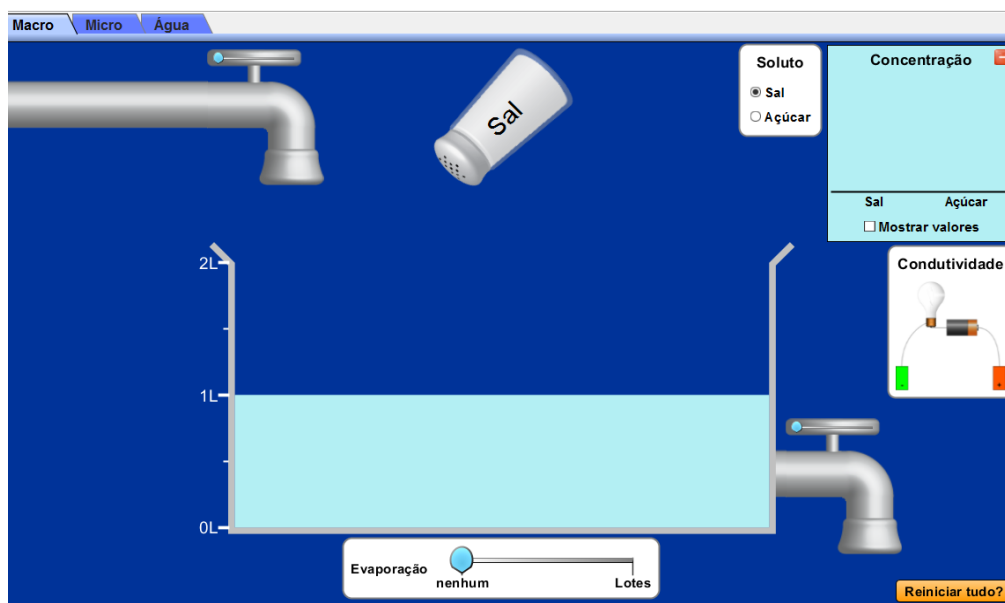 Macro
Micro
Água
Sal
Soluto
Sal
Açúcar
Concentração
Sal Açúcar
Mostrar valores
2L
1L
0L
Condutividade
- +
Evaporação
nenhum Lotes
Reiniciar tudo?